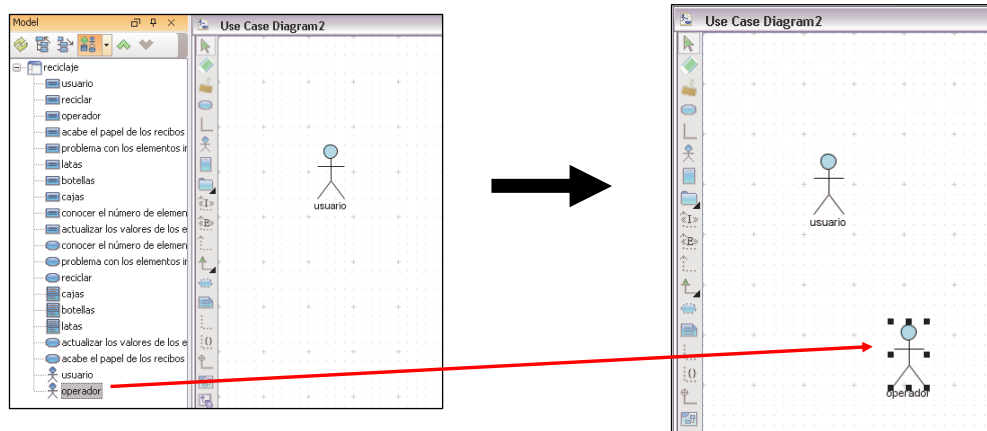 Model
Use Case Diagram2
reciclaje
usuario
reciclar
operador
acabe el papel de los recibos
problema con los elementos ir
latas
botellas
cajas
conocer el número de elemen
actualizar los valores de los e
conocer el número de elemen
problema con los elementos ir
reciclar
cajas
botellas
latas
actualizar los valores de los e
acabe el papel de los recibos
usuario
operador
«I»
«E»
{}
usuario
Use Case Diagram2
«I»
«E»
{}
usuario
operador